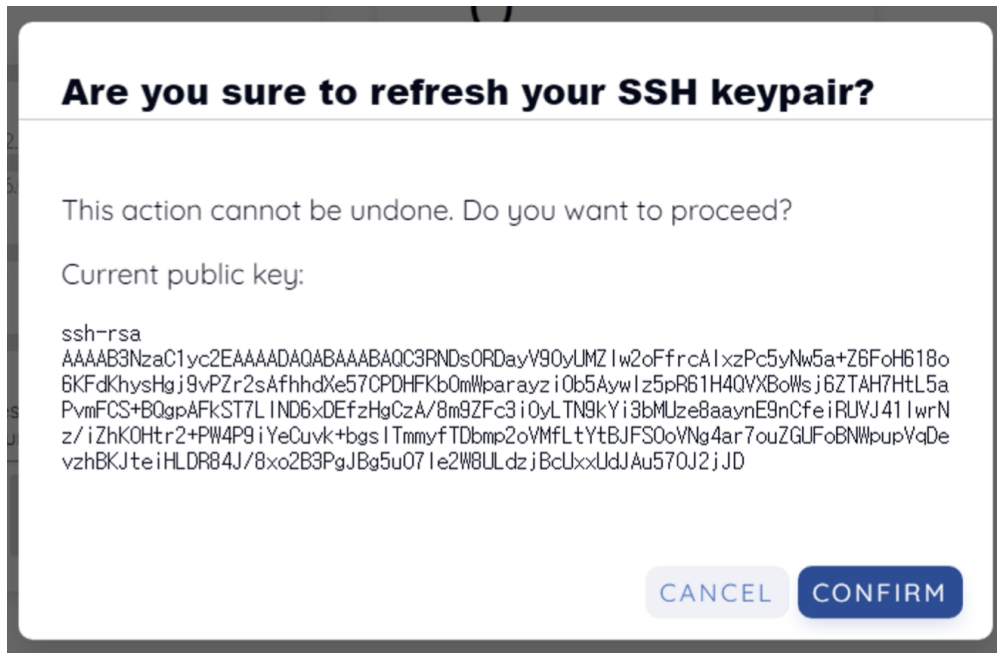 Are you sure to refresh your SSH keypair?
This action cannot be undone. Do you want to proceed?
Current public key:
ssh-rsa
AAAAB3NzaC1yc2EAAAADAQABAAABAQC3RNDsORDayV9OyUMZIw2oFfrcAIxzPc5yNw5a+Z6FoH618o
6KFdKhysHgj9vPZr2sAfhhdXe57CPDHFKbOmWparayziOb5AywIz5pR61H4QVXBoWsj6ZTAH7HtL5a
PvmFCS+BQgpAFkST7LIND6xDEfzHgCzA/8m9ZFc3iOyLTN9kYi3bMUze8aaynE9nCfeiRUVJ41IwrN
z/iZhKOHtr2+PW4P9iYeCuvk+bgsITmmyfTDbmp2oVMfLtYtBJFSOoVNg4ar7ouZGUFoBNWpupVqDe
vzhBKJteiHLDR84J/8xo2B3PgJBg5uO7Ie2W8ULdzjBcUxxUdJAu57OJ2jJD
CANCEL
CONFIRM